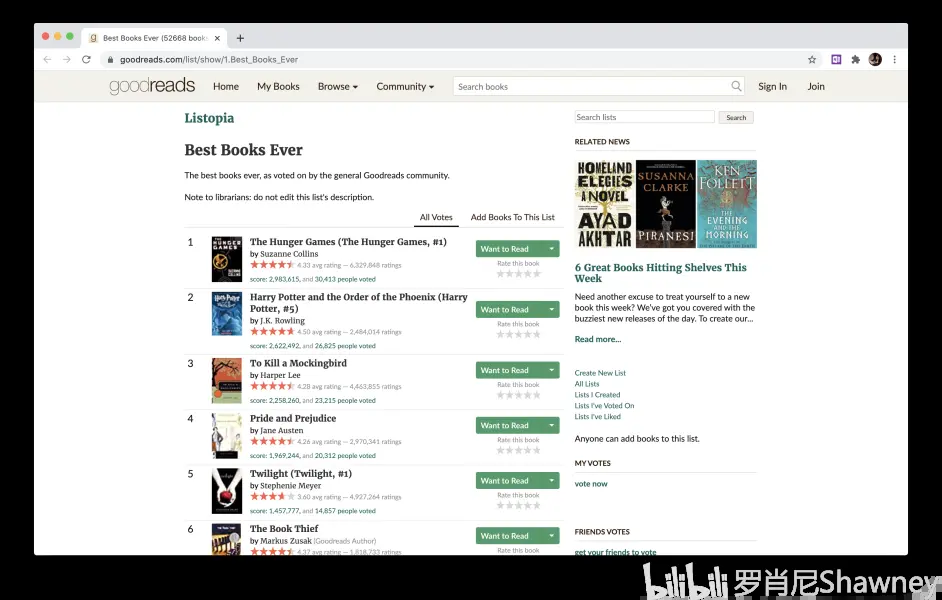 Best Books Ever (52668 books
goodreads.com/list/show/1.Best_Books_Ever
goodreads
Home
My Books
Browse
Community
Search books
Sign In
Join
Listopia
Best Books Ever
The best books ever, as voted on by the general Goodreads community.
Note to librarians: do not edit this list's description.
All Votes
Add Books To This List
1
The Hunger Games (The Hunger Games, #1)
by Suzanne Collins
4.33 avg rating — 6,329,848 ratings
score: 2,983,615, and 30,413 people voted
Want to Read
Rate this book
2
Harry Potter and the Order of the Phoenix (Harry
Potter, #5)
by J.K. Rowling
4.50 avg rating — 2,484,014 ratings
score: 2,622,492, and 26,825 people voted
Want to Read
Rate this book
3
To Kill a Mockingbird
by Harper Lee
4.28 avg rating — 4,463,855 ratings
score: 2,258,260, and 23,215 people voted
Want to Read
Rate this book
4
Pride and Prejudice
by Jane Austen
4.26 avg rating — 2,970,341 ratings
score: 1,969,244, and 20,312 people voted
Want to Read
Rate this book
5
Twilight (Twilight, #1)
by Stephenie Meyer
3.60 avg rating — 4,927,264 ratings
score: 1,457,777, and 14,857 people voted
Want to Read
Rate this book
6
The Book Thief
by Markus Zusak (Goodreads Author)
4.37 avg rating — 1,818,733 ratings
Want to Read
Rate this book
Search lists
Search
RELATED NEWS
HOMELAND
ELEGIES
A NOVEL
AYAD
AKHTAR
SUSANNA
CLARKE
PIRANESI
KEN
FOLLETT
THE
EVENING
AND THE
MORNING
6 Great Books Hitting Shelves This
Week
Need another excuse to treat yourself to a new
book this week? We've got you covered with the
buzziest new releases of the day. To create our...
Read more...
Create New List
All Lists
Lists I Created
Lists I've Voted On
Lists I've Liked
Anyone can add books to this list.
MY VOTES
vote now
FRIENDS VOTES
get your friends to vote
bilibili 罗肖尼Shawney